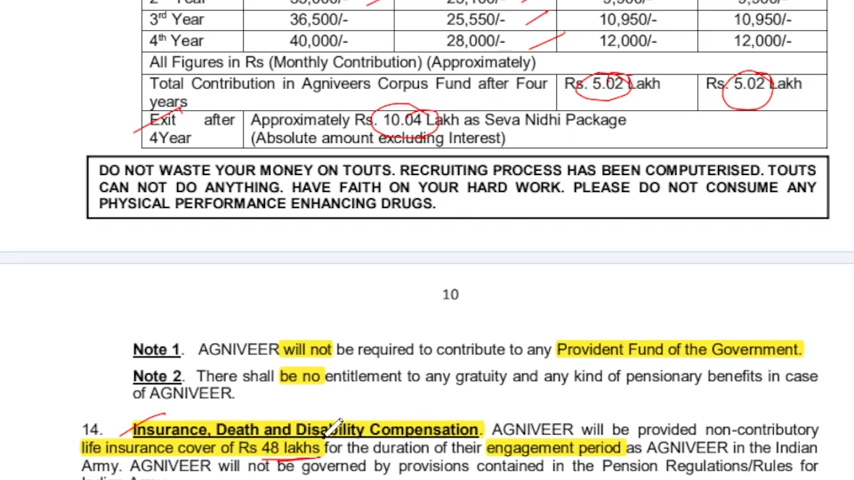 3rd Year 36,500/- 25,550/- 10,950/- 10,950/-
4th Year 40,000/- 28,000/- 12,000/- 12,000/-
All Figures in Rs (Monthly Contribution) (Approximately)
Total Contribution in Agniveers Corpus Fund after Four Rs. 5.02 Lakh Rs. 5.02 Lakh
years
Exit after Approximately Rs. 10.04 Lakh as Seva Nidhi Package
4Year (Absolute amount excluding Interest)
DO NOT WASTE YOUR MONEY ON TOUTS. RECRUITING PROCESS HAS BEEN COMPUTERISED. TOUTS
CAN NOT DO ANYTHING. HAVE FAITH ON YOUR HARD WORK. PLEASE DO NOT CONSUME ANY
PHYSICAL PERFORMANCE ENHANCING DRUGS.
10
Note 1. AGNIVEER will not be required to contribute to any Provident Fund of the Government.
Note 2. There shall be no entitlement to any gratuity and any kind of pensionary benefits in case
of AGNIVEER.
14. Insurance, Death and Disability Compensation. AGNIVEER will be provided non-contributory
life insurance cover of Rs 48 lakhs for the duration of their engagement period as AGNIVEER in the Indian
Army. AGNIVEER will not be governed by provisions contained in the Pension Regulations/Rules for